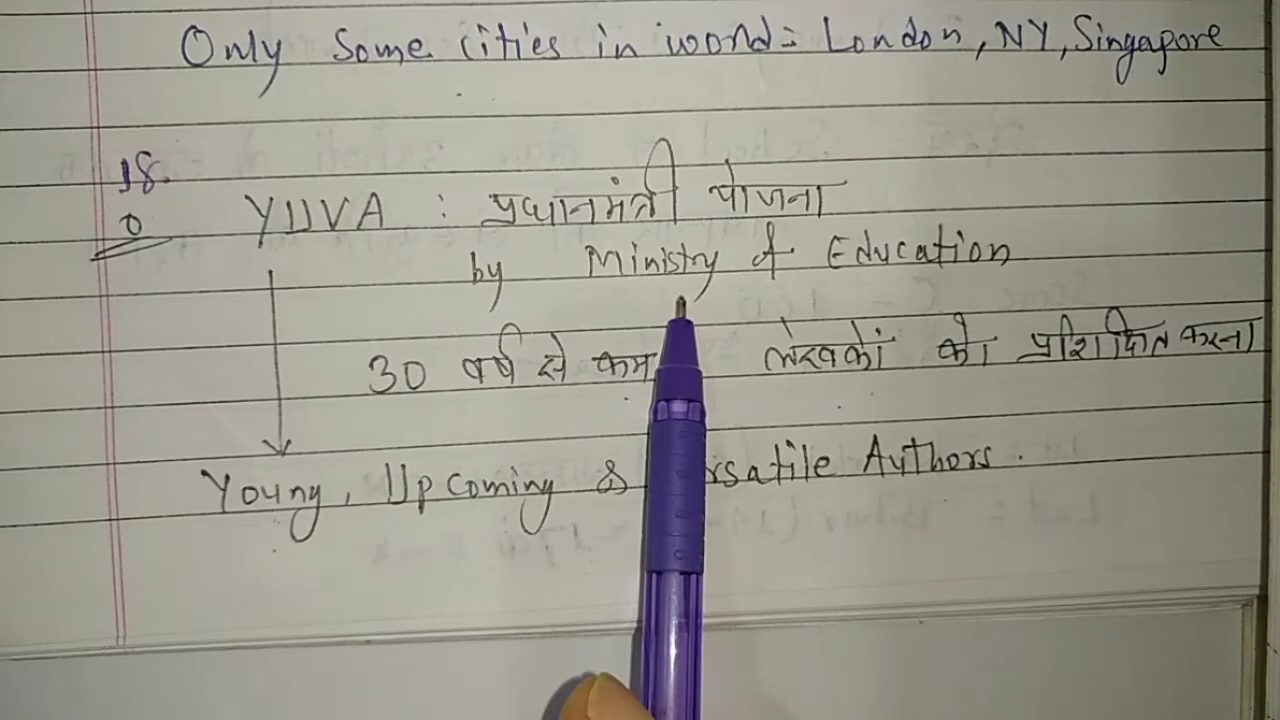 Only Some Cities in world = London, NY, Singapore
18.
YUVA : प्रधानमंत्री योजना
by Ministry of Education
30 वर्ष से कम लेखकों को प्रशिक्षित करना
Young, Upcoming & rsatile Authors.